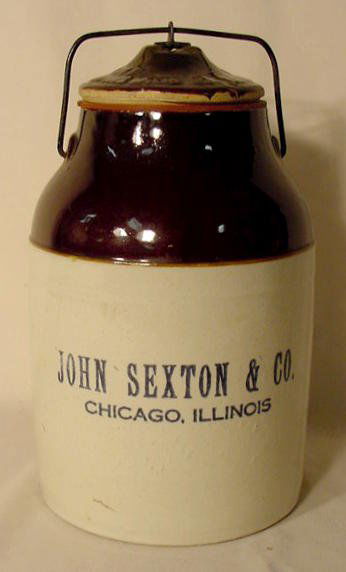 JOHN SEXTON & CO.
CHICAGO, ILLINOIS